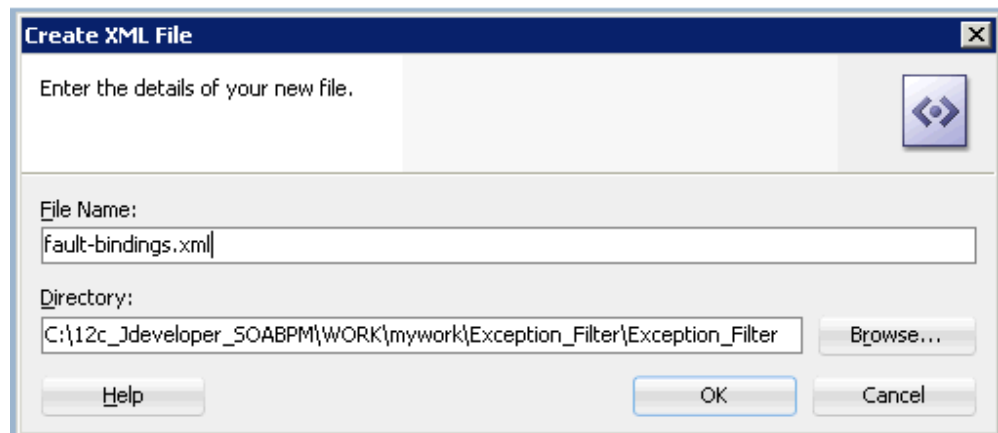 Create XML File
Enter the details of your new file.
File Name:
fault-bindings.xml
Directory:
C:\12c_Jdeveloper_SOABPM\WORK\mywork\Exception_Filter\Exception_Filter
Browse...
Help
OK
Cancel